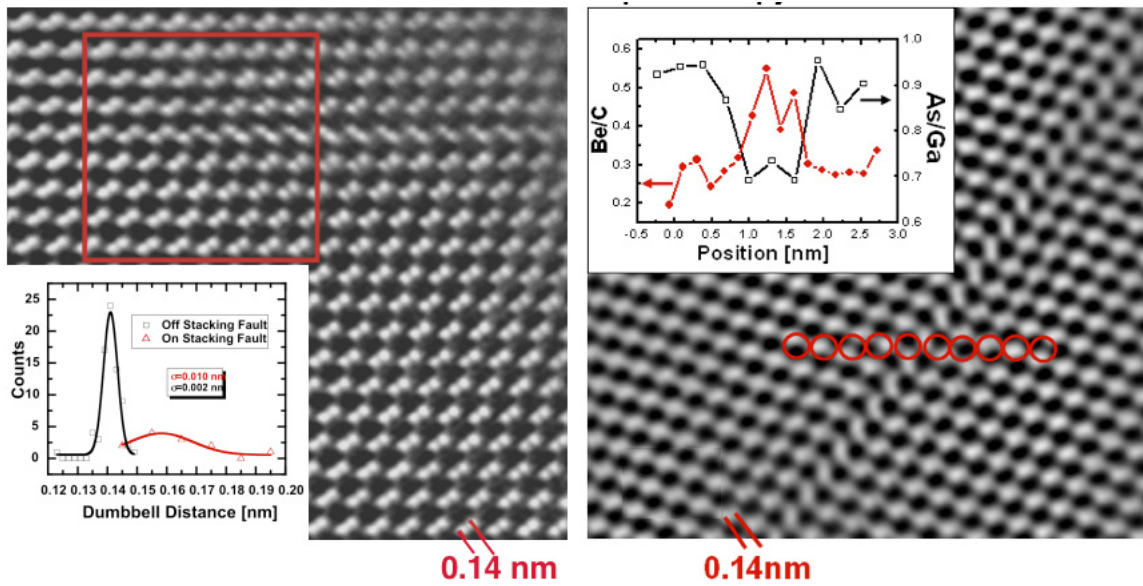 25
20
15
10
5
0
Counts
Off Stacking Fault
On Stacking Fault
σ=0.010 nm
σ=0.002 nm
0.12 0.13 0.14 0.15 0.16 0.17 0.18 0.19 0.20
Dumbbell Distance [nm]
0.14 nm
0.6
0.5
0.4
0.3
0.2
Be/C
1.0
0.9
0.8
0.7
0.6
As/Ga
-0.5 0.0 0.5 1.0 1.5 2.0 2.5 3.0
Position [nm]
0.14nm